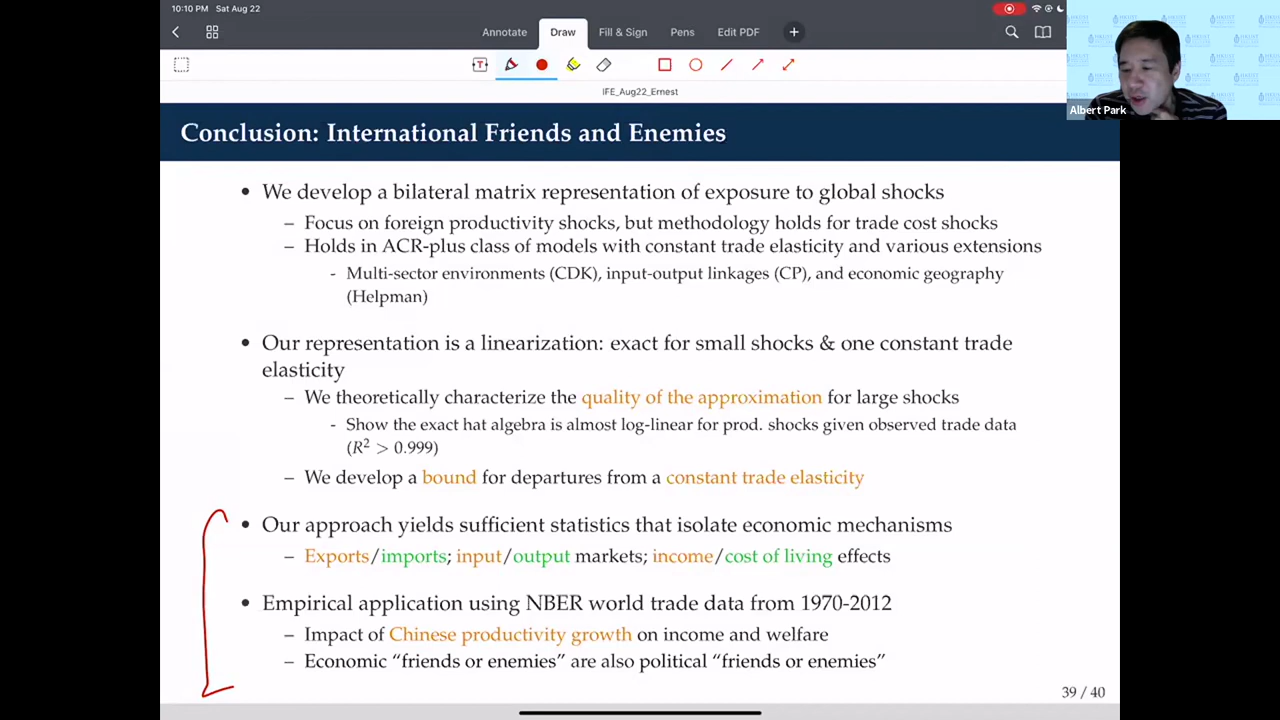 10:10 PM Sat Aug 22
Annotate Draw Fill & Sign Pens Edit PDF
T
IFE_Aug22_Ernest
Albert Park
Conclusion: International Friends and Enemies
• We develop a bilateral matrix representation of exposure to global shocks
– Focus on foreign productivity shocks, but methodology holds for trade cost shocks
– Holds in ACR-plus class of models with constant trade elasticity and various extensions
- Multi-sector environments (CDK), input-output linkages (CP), and economic geography
(Helpman)
• Our representation is a linearization: exact for small shocks & one constant trade
elasticity
– We theoretically characterize the quality of the approximation for large shocks
- Show the exact hat algebra is almost log-linear for prod. shocks given observed trade data
(R² > 0.999)
– We develop a bound for departures from a constant trade elasticity
• Our approach yields sufficient statistics that isolate economic mechanisms
– Exports/imports; input/output markets; income/cost of living effects
• Empirical application using NBER world trade data from 1970-2012
– Impact of Chinese productivity growth on income and welfare
– Economic “friends or enemies” are also political “friends or enemies”
39 / 40